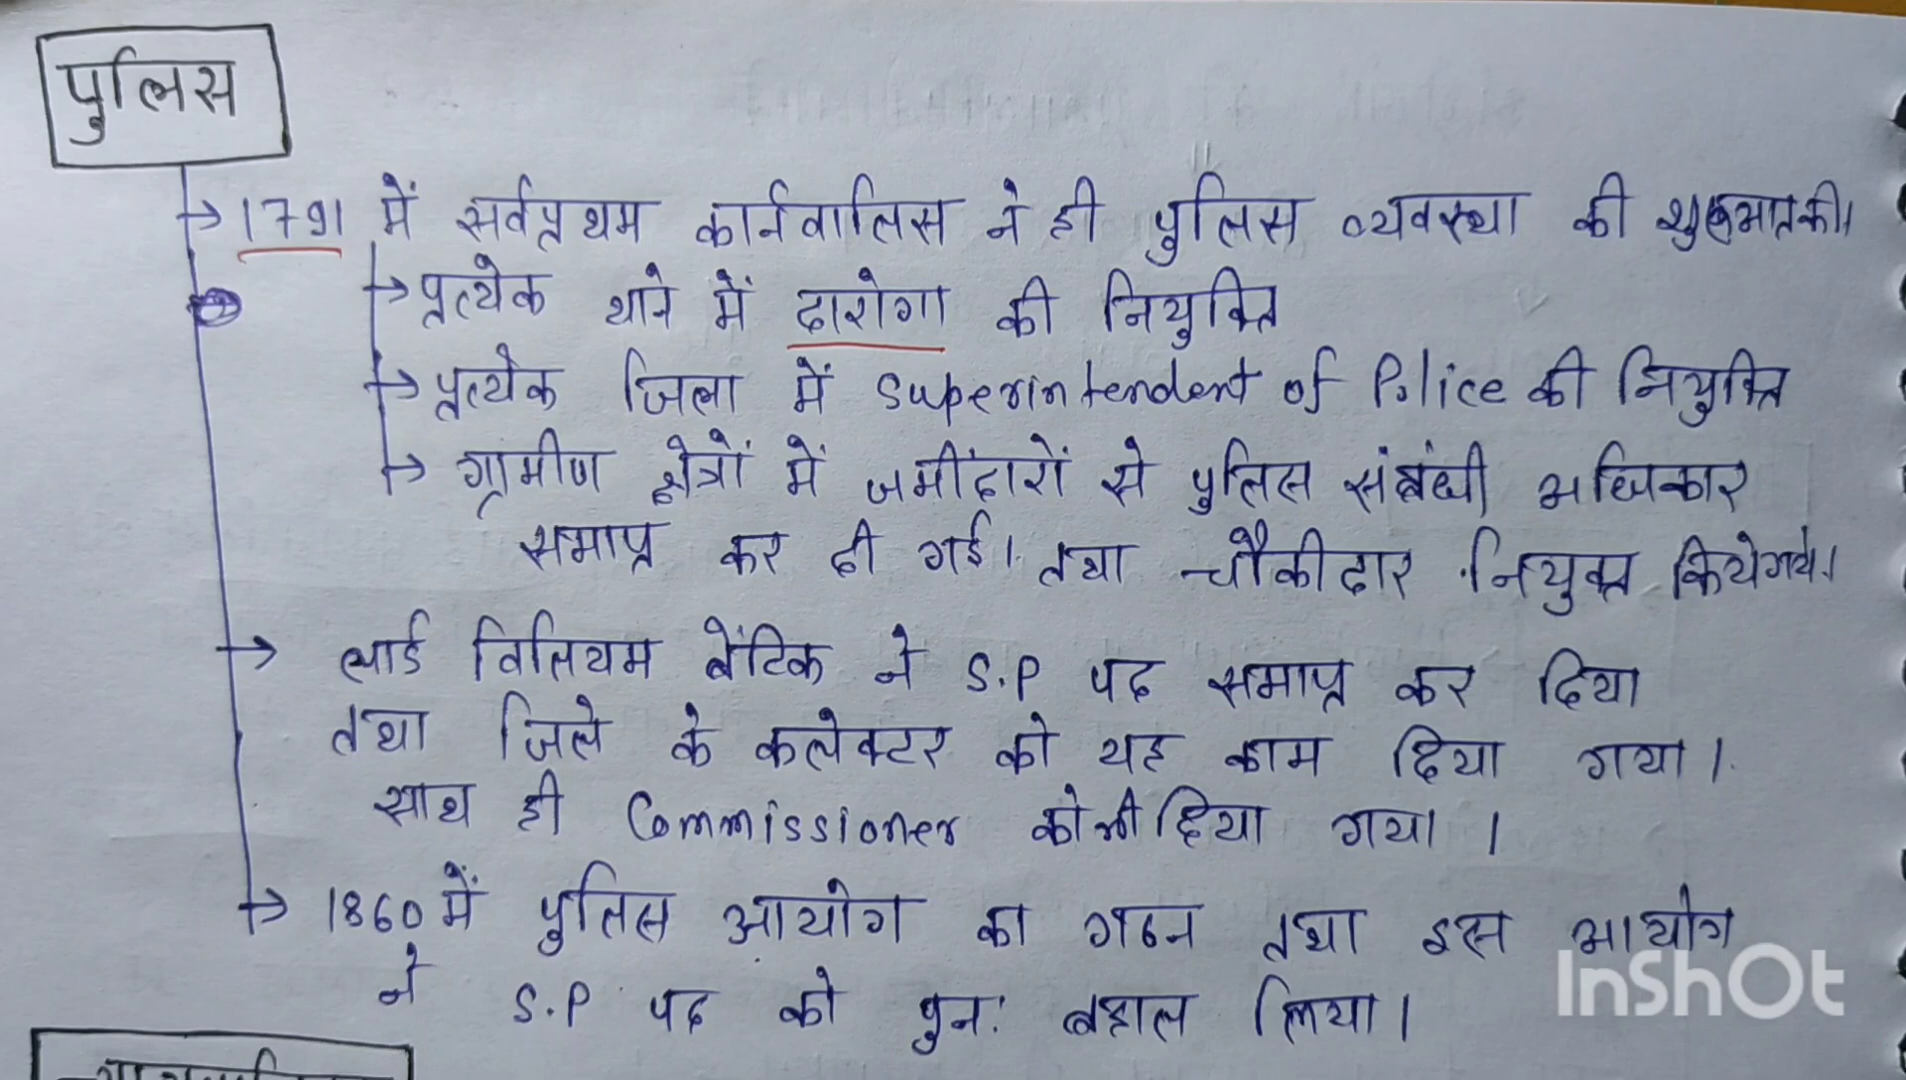 पुलिस
→ 1791 में सर्वप्रथम कार्नवालिस ने ही पुलिस व्यवस्था की शुरुआत की।
→ प्रत्येक थाने में दारोगा की नियुक्ति
→ प्रत्येक जिला में Superintendent of Police की नियुक्ति
→ ग्रामीण क्षेत्रों में जमींदारों से पुलिस संबंधी अधिकार
समाप्त कर दी गई। तथा चौकीदार नियुक्त किये गये।
→ लार्ड विलियम बेंटिक ने S.P पद समाप्त कर दिया
तथा जिले के कलेक्टर को यह काम दिया गया।
साथ ही Commissioner को भी दिया गया ।
→ 1860 में पुलिस आयोग का गठन तथा इस आयोग
ने S.P पद को पुन: बहाल किया।
InShOt